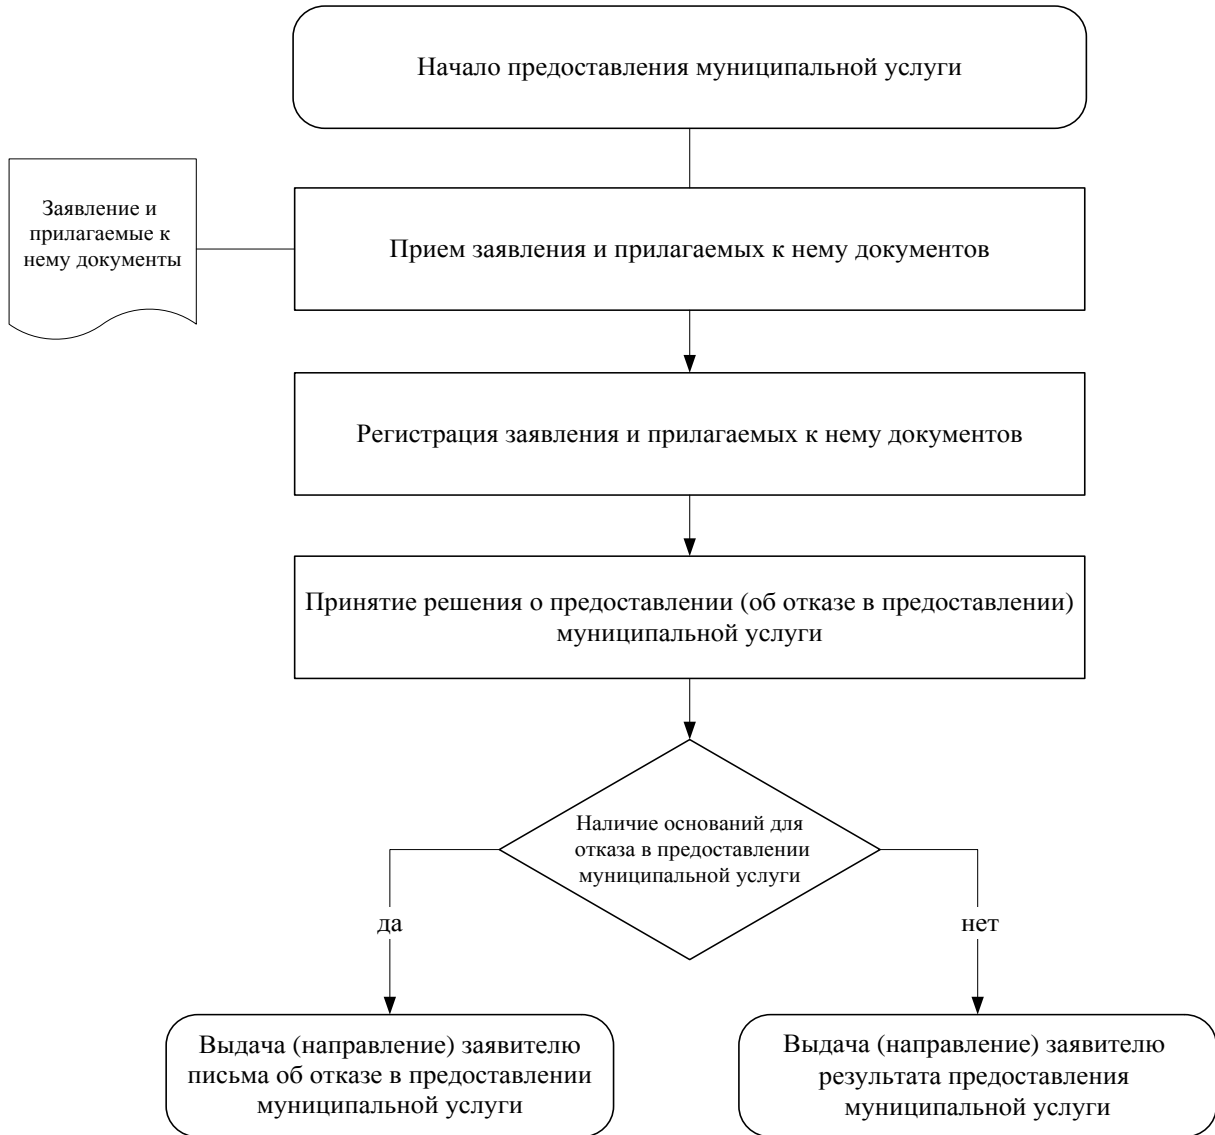 Начало предоставления муниципальной услуги
Заявление и
прилагаемые к
нему документы
Прием заявления и прилагаемых к нему документов
Регистрация заявления и прилагаемых к нему документов
Принятие решения о предоставлении (об отказе в предоставлении)
муниципальной услуги
Наличие оснований для
отказа в предоставлении
муниципальной услуги
да
нет
Выдача (направление) заявителю
письма об отказе в предоставлении
муниципальной услуги
Выдача (направление) заявителю
результата предоставления
муниципальной услуги